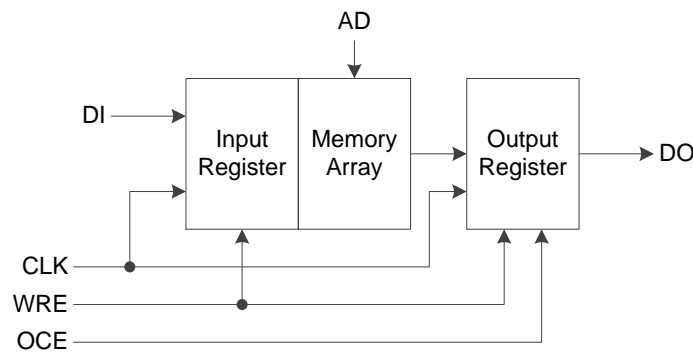 AD
DI
Input
Register
Memory
Array
Output
Register
DO
CLK
WRE
OCE